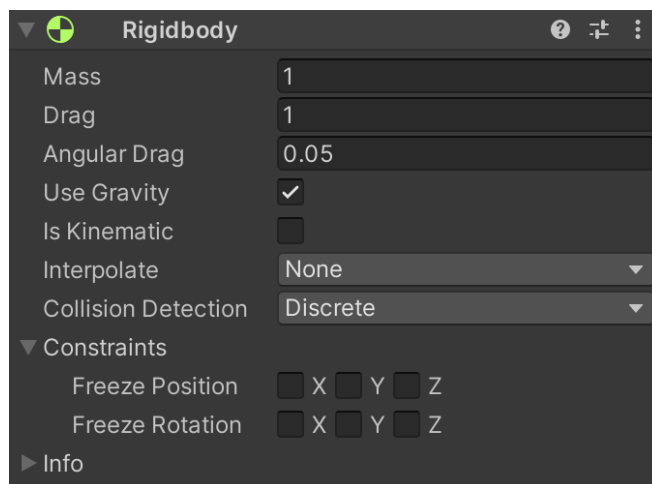 Rigidbody
Mass 1
Drag 1
Angular Drag 0.05
Use Gravity
Is Kinematic
Interpolate None
Collision Detection Discrete
Constraints
Freeze Position X Y Z
Freeze Rotation X Y Z
Info